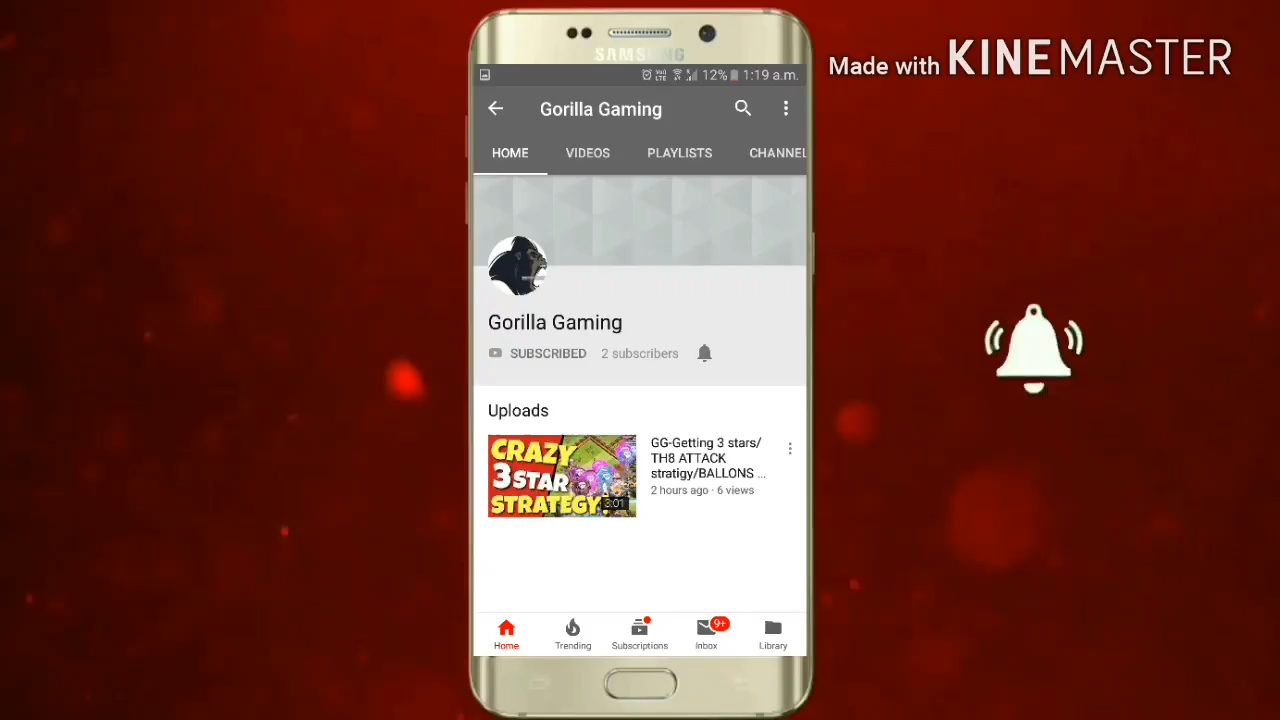 Made with KINEMASTER
SAMSUNG
12% 1:19 a.m.
Gorilla Gaming
HOME VIDEOS PLAYLISTS CHANNEL
Gorilla Gaming
SUBSCRIBED 2 subscribers
Uploads
CRAZY
3 STAR
STRATEGY!
3:01
GG-Getting 3 stars/
TH8 ATTACK
stratigy/BALLONS ...
2 hours ago · 6 views
9+
Home Trending Subscriptions Inbox Library